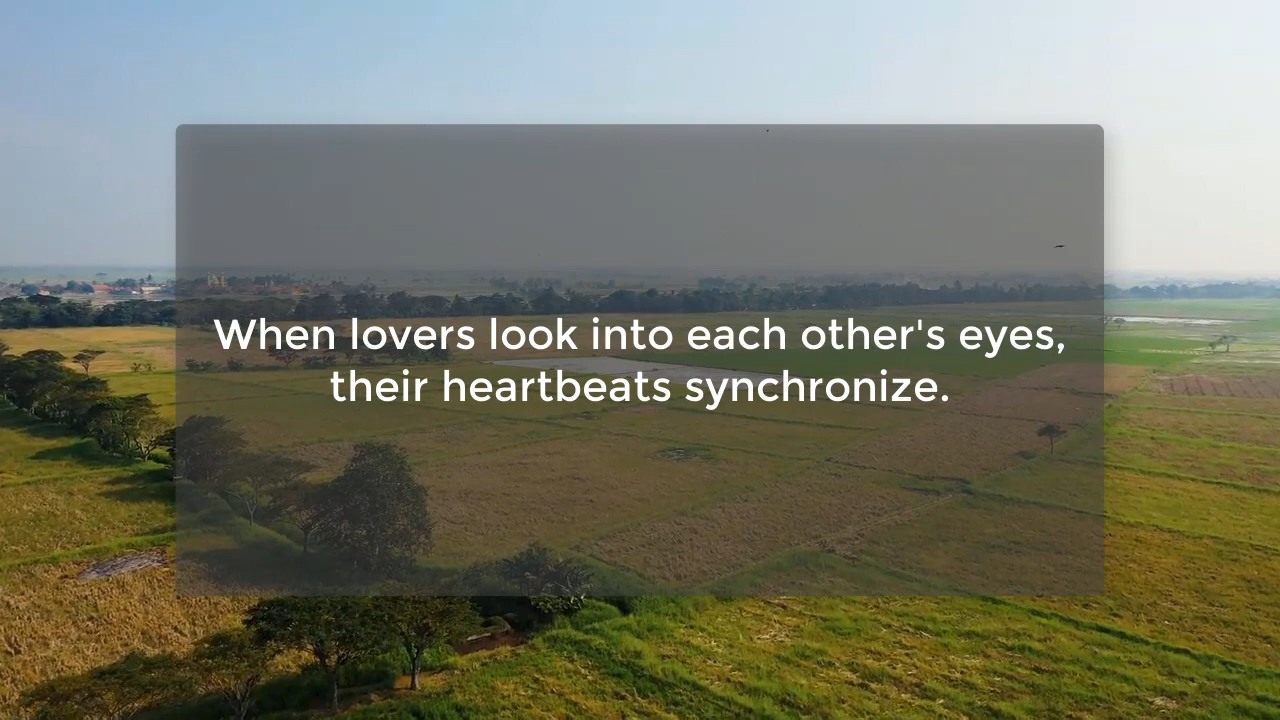 When lovers look into each other's eyes,
their heartbeats synchronize.